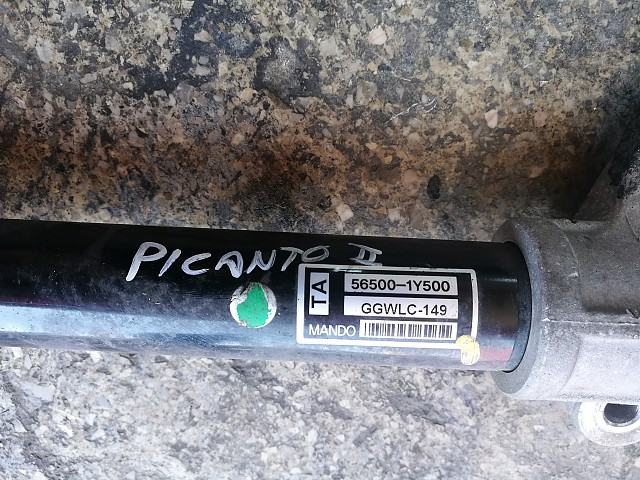 PICANTO II
TA
56500-1Y500
GGWLC-149
MANDO